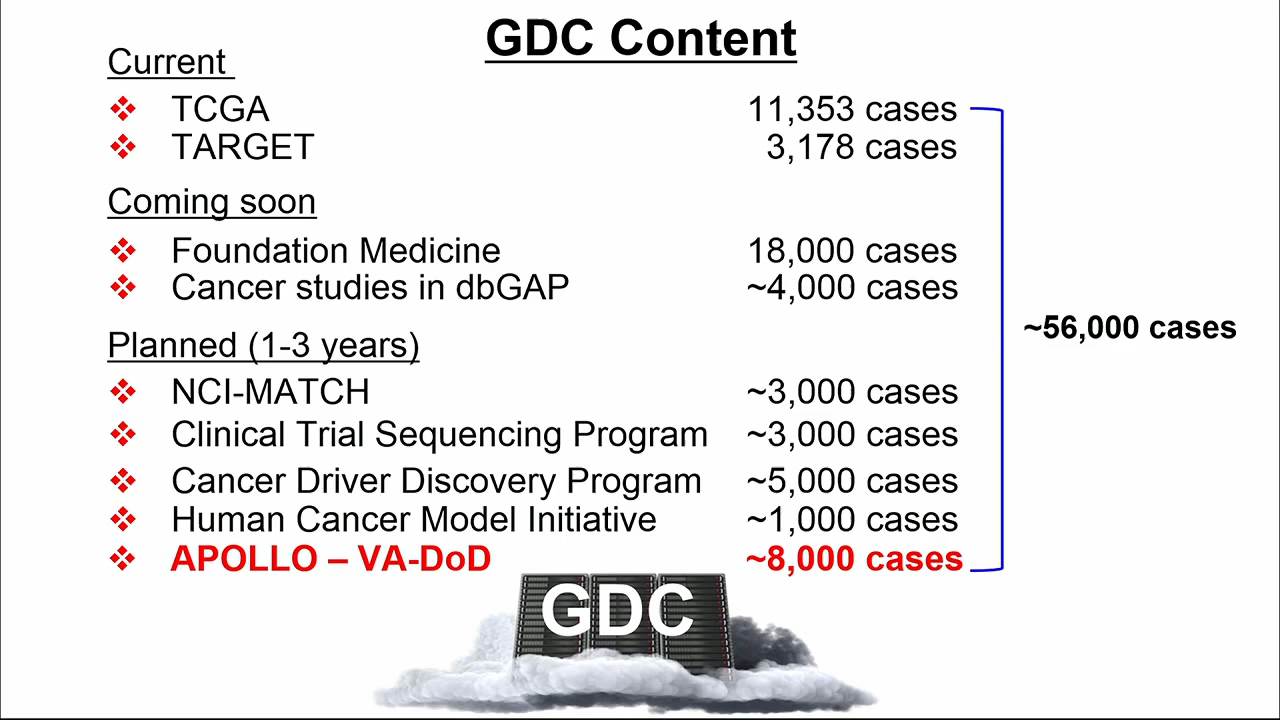 GDC Content
Current
❖ TCGA 11,353 cases
❖ TARGET 3,178 cases
Coming soon
❖ Foundation Medicine 18,000 cases
❖ Cancer studies in dbGAP ~4,000 cases
~56,000 cases
Planned (1-3 years)
❖ NCI-MATCH ~3,000 cases
❖ Clinical Trial Sequencing Program ~3,000 cases
❖ Cancer Driver Discovery Program ~5,000 cases
❖ Human Cancer Model Initiative ~1,000 cases
❖ APOLLO – VA-DoD ~8,000 cases
GDC